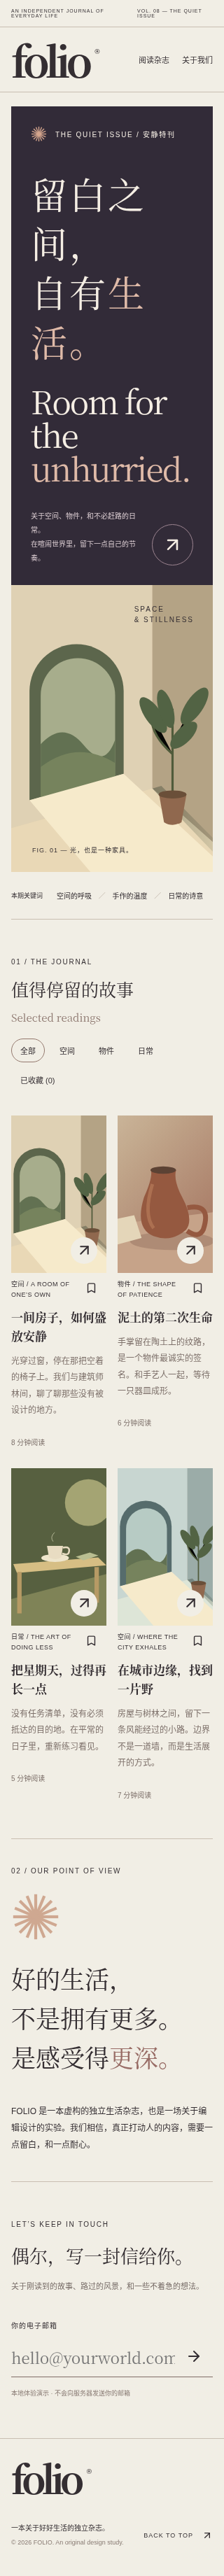 AN INDEPENDENT JOURNAL OF
EVERYDAY LIFE
VOL. 08 — THE QUIET
ISSUE
folio®
阅读杂志
关于我们
THE QUIET ISSUE / 安静特刊
留白之
间，
自有生
活。
Room for
the
unhurried.
关于空间、物件，和不必赶路的日
常。
在喧闹世界里，留下一点自己的节
奏。
SPACE
& STILLNESS
FIG. 01 — 光，也是一种家具。
本期关键词
空间的呼吸
手作的温度
日常的诗意
01 / THE JOURNAL
值得停留的故事
Selected readings
全部
空间
物件
日常
已收藏 (0)
空间 / A ROOM OF
ONE'S OWN
一间房子，如何盛
放安静
光穿过窗，停在那把空着
的椅子上。我们与建筑师
林间，聊了聊那些没有被
设计的地方。
8 分钟阅读
物件 / THE SHAPE
OF PATIENCE
泥土的第二次生命
手掌留在陶土上的纹路，
是一个物件最诚实的签
名。和手艺人一起，等待
一只器皿成形。
6 分钟阅读
日常 / THE ART OF
DOING LESS
把星期天，过得再
长一点
没有任务清单，没有必须
抵达的目的地。在平常的
日子里，重新练习看见。
5 分钟阅读
空间 / WHERE THE
CITY EXHALES
在城市边缘，找到
一片野
房屋与树林之间，留下一
条风能经过的小路。边界
不是一道墙，而是生活展
开的方式。
7 分钟阅读
02 / OUR POINT OF VIEW
好的生活，
不是拥有更多。
是感受得更深。
FOLIO 是一本虚构的独立生活杂志，也是一场关于编
辑设计的实验。我们相信，真正打动人的内容，需要一
点留白，和一点耐心。
LET'S KEEP IN TOUCH
偶尔，写一封信给你。
关于刚读到的故事、路过的风景，和一些不着急的想法。
你的电子邮箱
hello@yourworld.com
本地体验演示 · 不会向服务器发送你的邮箱
folio®
一本关于好好生活的独立杂志。
© 2026 FOLIO. An original design study.
BACK TO TOP